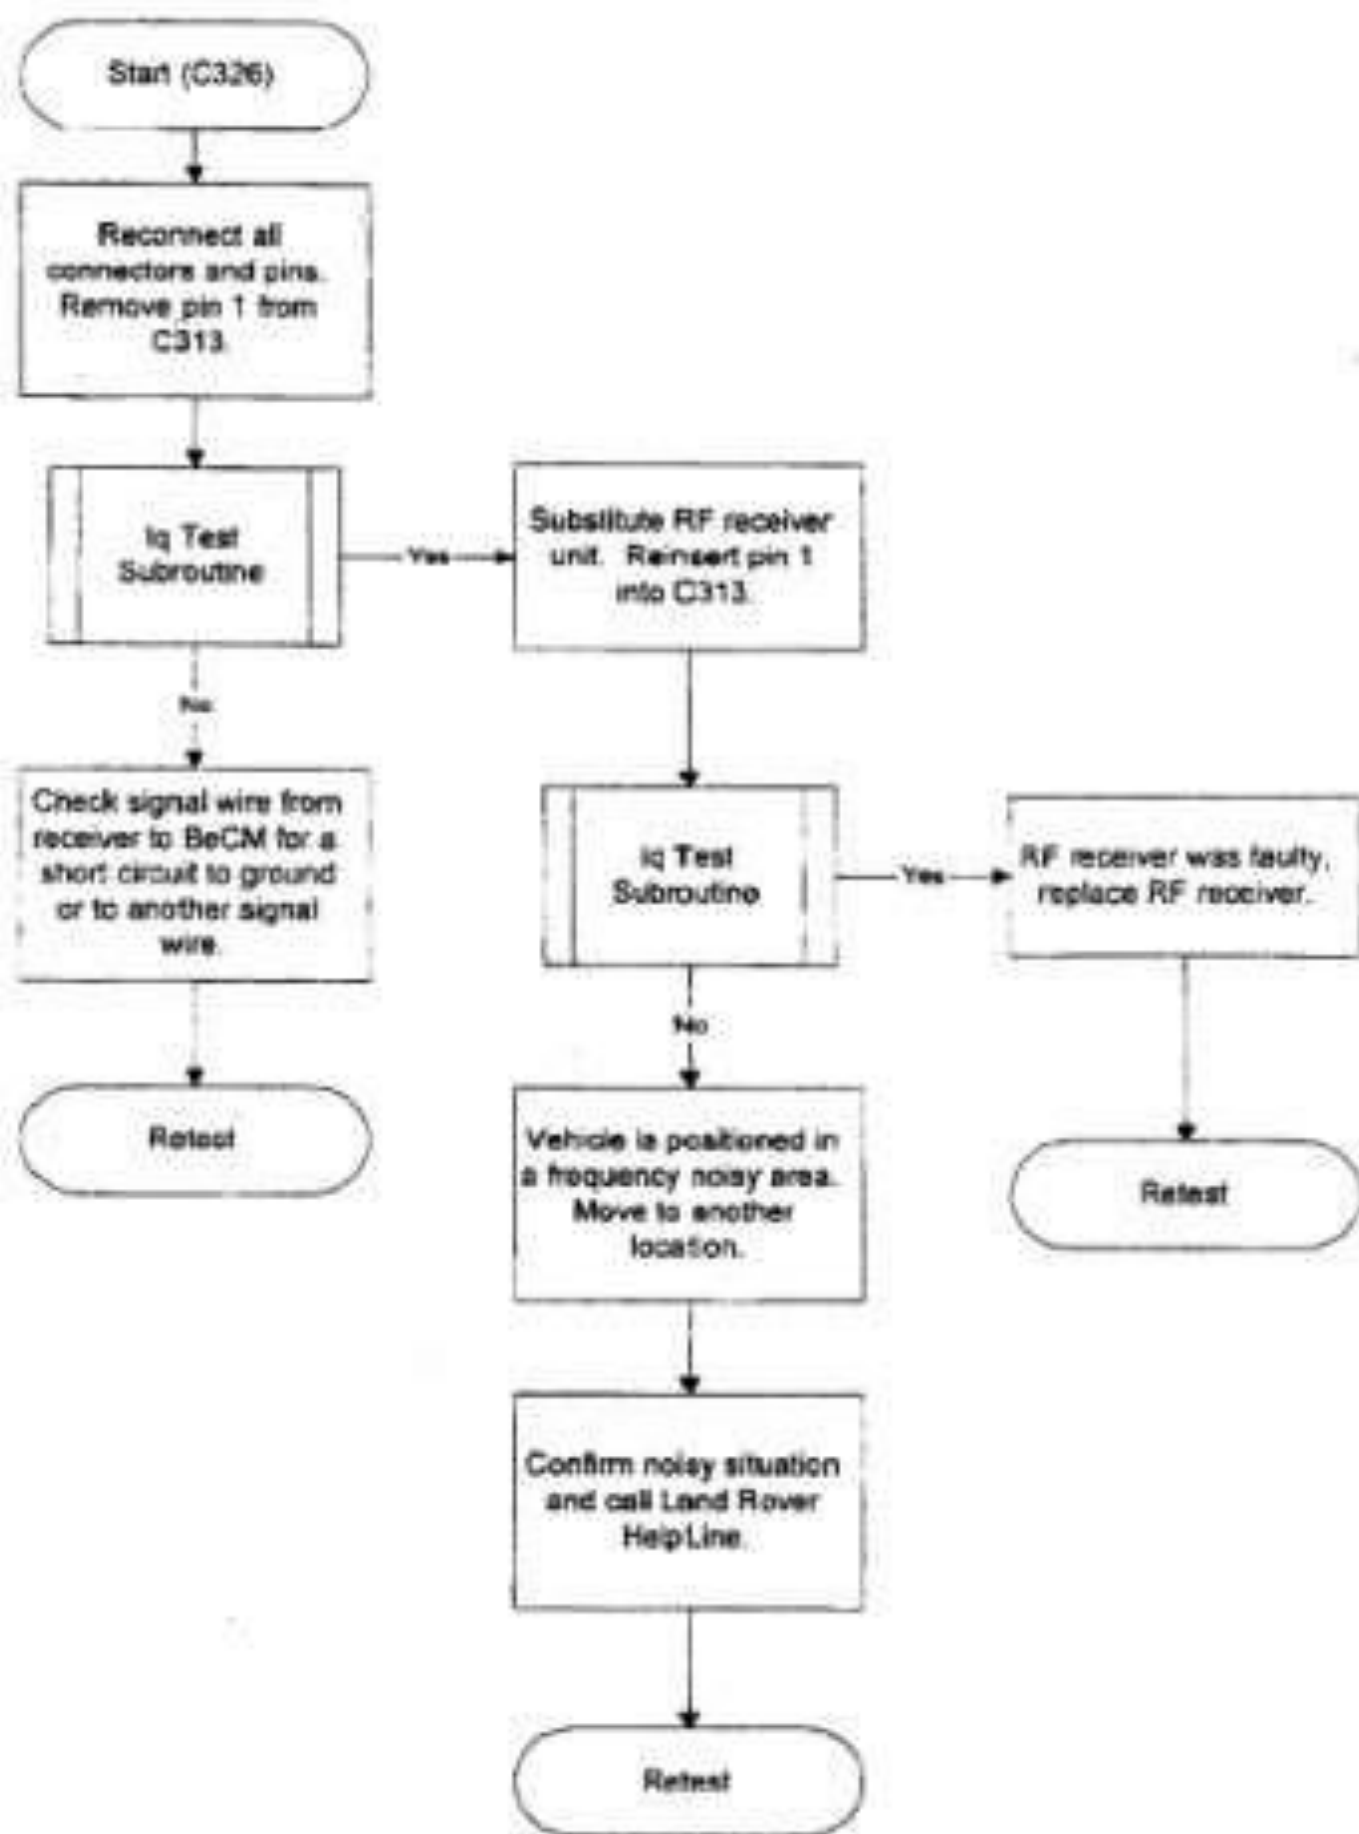 Start (C326)
Reconnect all
connectors and pins.
Remove pin 1 from
C313.
Iq Test
Subroutine
Yes
Substitute RF receiver
unit. Reinsert pin 1
into C313.
No
Check signal wire from
receiver to BeCM for a
short circuit to ground
or to another signal
wire.
Iq Test
Subroutine
Yes
RF receiver was faulty,
replace RF receiver.
No
Retest
Vehicle is positioned in
a frequency noisy area.
Move to another
location.
Retest
Confirm noisy situation
and call Land Rover
HelpLine.
Retest